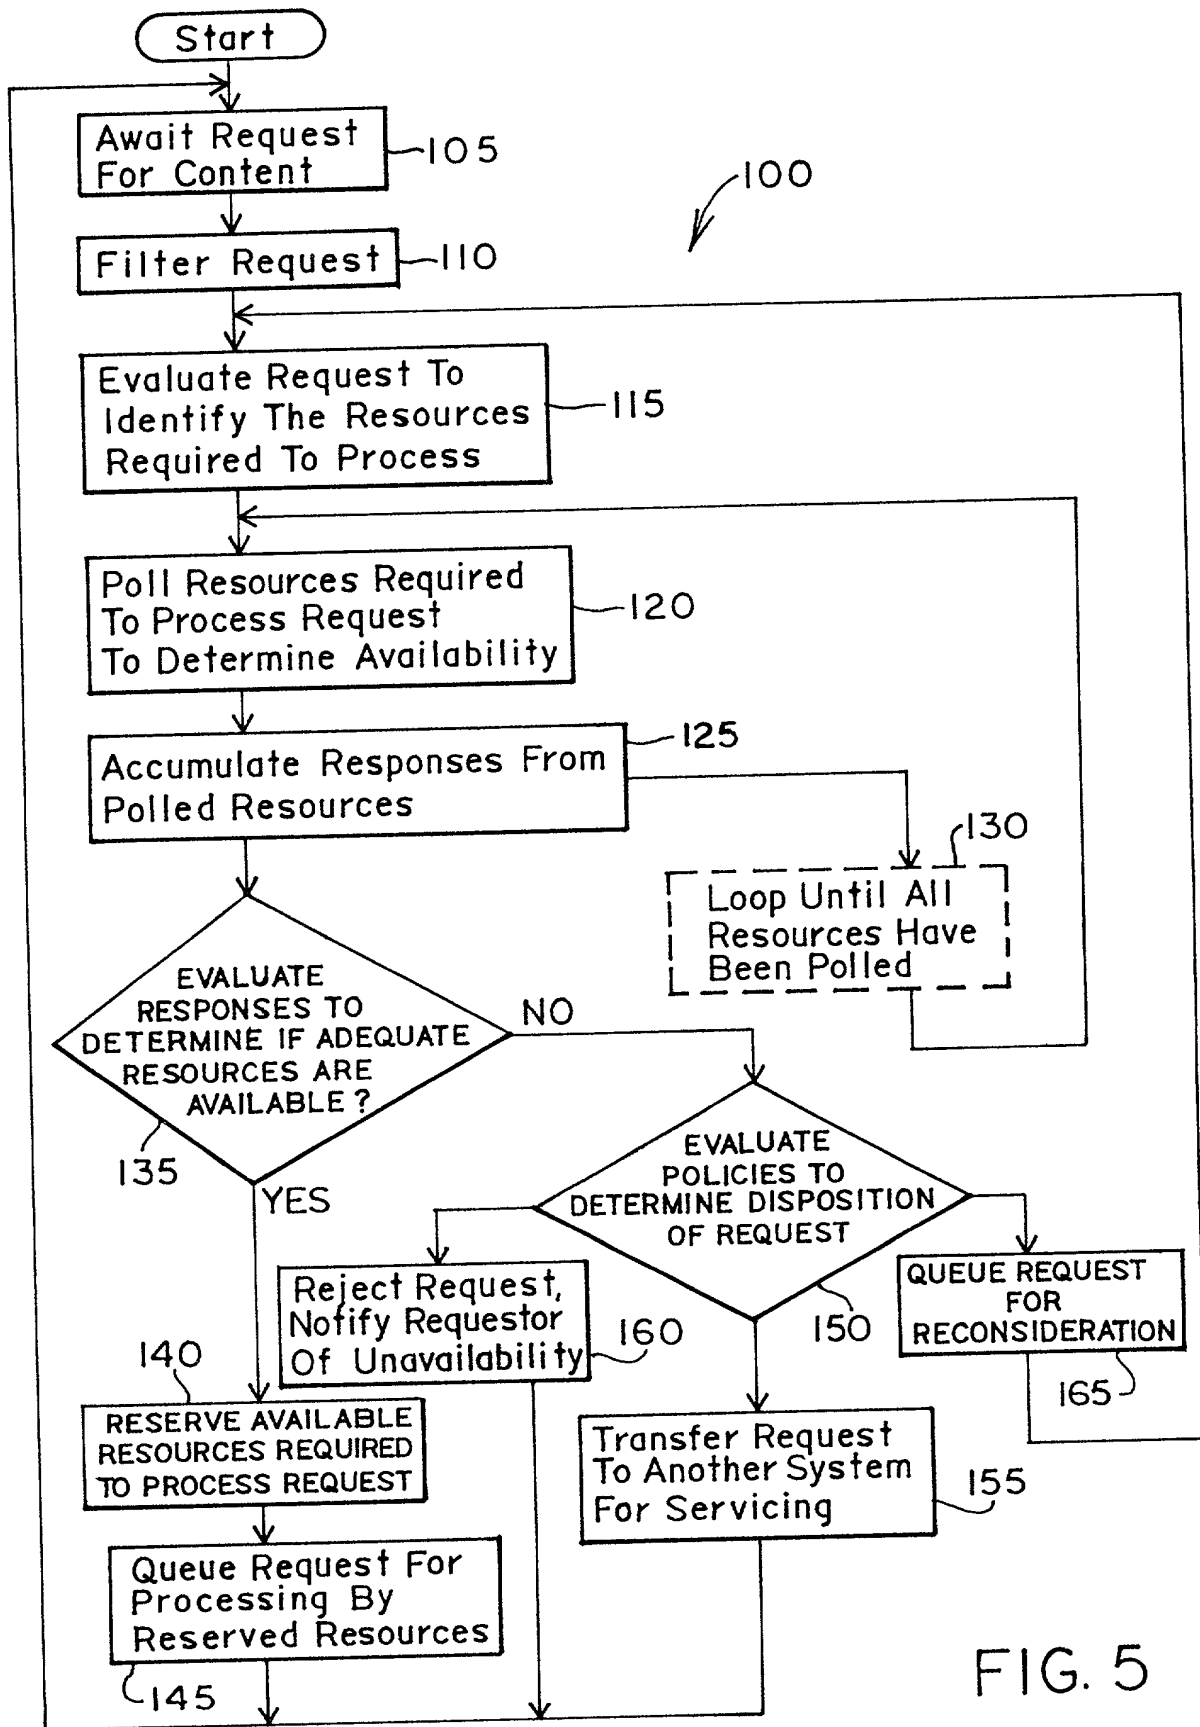 Start
Await Request
For Content
105
100
Filter Request
110
Evaluate Request To
Identify The Resources
Required To Process
115
Poll Resources Required
To Process Request
To Determine Availability
120
Accumulate Responses From
Polled Resources
125
130
Loop Until All
Resources Have
Been Polled
EVALUATE
RESPONSES TO
DETERMINE IF ADEQUATE
RESOURCES ARE
AVAILABLE?
135
NO
YES
EVALUATE
POLICIES TO
DETERMINE DISPOSITION
OF REQUEST
150
Reject Request,
Notify Requestor
Of Unavailability
160
QUEUE REQUEST
FOR
RECONSIDERATION
165
140
RESERVE AVAILABLE
RESOURCES REQUIRED
TO PROCESS REQUEST
Transfer Request
To Another System
For Servicing
155
Queue Request For
Processing By
Reserved Resources
145
FIG. 5